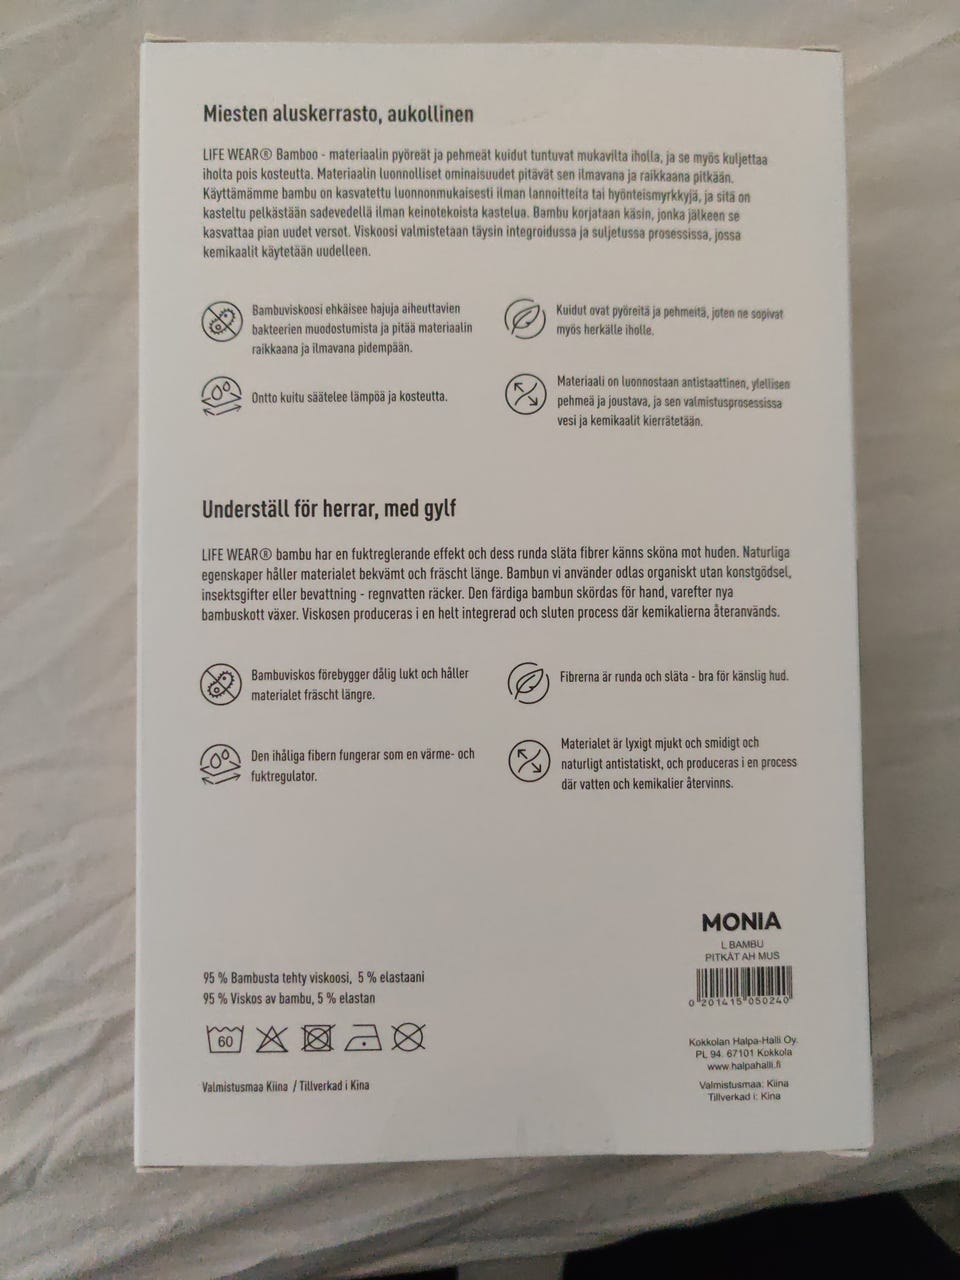 Miesten aluskerrasto, aukollinen
LIFE WEAR® Bamboo - materiaalin pyöreät ja pehmeät kuidut tuntuvat mukavilta iholla, ja se myös kuljettaa
iholta pois kosteutta. Materiaalin luonnolliset ominaisuudet pitävät sen ilmavana ja raikkaana pitkään.
Käyttämämme bambu on kasvatettu luonnonmukaisesti ilman lannoitteita tai hyönteismyrkkyjä, ja sitä on
kasteltu pelkästään sadevedellä ilman keinotekoista kastelua. Bambu korjataan käsin, jonka jälkeen se
kasvattaa pian uudet versot. Viskoosi valmistetaan täysin integroidussa ja suljetussa prosessissa, jossa
kemikaalit käytetään uudelleen.
Bambuviskoosi ehkäisee hajuja aiheuttavien
bakteerien muodostumista ja pitää materiaalin
raikkaana ja ilmavana pidempään.
Kuidut ovat pyöreitä ja pehmeitä, joten ne sopivat
myös herkälle iholle.
Ontto kuitu säätelee lämpöä ja kosteutta.
Materiaali on luonnostaan antistaattinen, ylellisen
pehmeä ja joustava, ja sen valmistusprosessissa
vesi ja kemikaalit kierrätetään.
Underställ för herrar, med gylf
LIFE WEAR® bambu har en fuktreglerande effekt och dess runda släta fibrer känns sköna mot huden. Naturliga
egenskaper håller materialet bekvämt och fräscht länge. Bambun vi använder odlas organiskt utan konstgödsel,
insektsgifter eller bevattning - regnvatten räcker. Den färdiga bambun skördas för hand, varefter nya
bambuskott växer. Viskosen produceras i en helt integrerad och sluten process där kemikalierna återanvänds.
Bambuviskos förebygger dålig lukt och håller
materialet fräscht längre.
Fibrerna är runda och släta - bra för känslig hud.
Den ihåliga fibern fungerar som en värme- och
fuktregulator.
Materialet är lyxigt mjukt och smidigt och
naturligt antistatiskt, och produceras i en process
där vatten och kemikalier återvinns.
95 % Bambusta tehty viskoosi, 5 % elastaani
95 % Viskos av bambu, 5 % elastan
60
Valmistusmaa Kiina / Tillverkad i Kina
MONIA
L BAMBU
PITKÄT AH MUS
0 201415 050240
Kokkolan Halpa-Halli Oy.
PL 94. 67101 Kokkola
www.halpahalli.fi
Valmistusmaa: Kiina
Tillverkad i: Kina